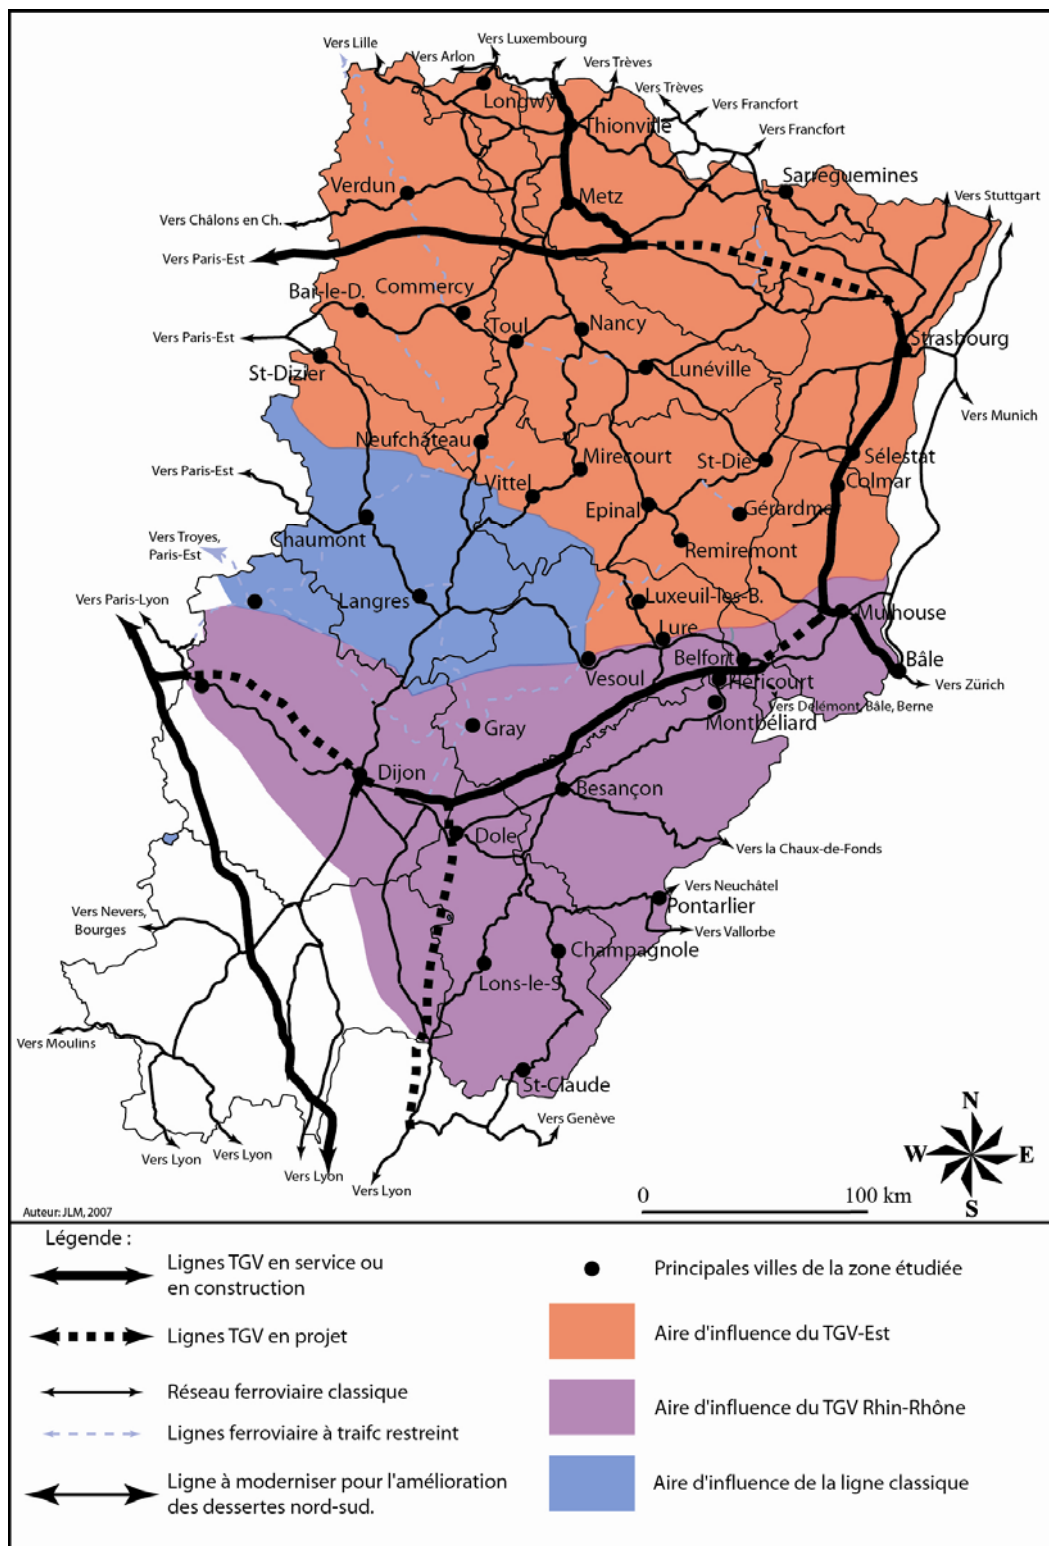 Vers Lille
Vers Arlon
Vers Luxembourg
Vers Trèves
Longwy
Thionville
Vers Trèves
Vers Francfort
Vers Francfort
Verdun
Metz
Sarreguemines
Vers Stuttgart
Vers Châlons en Ch.
Vers Paris-Est
Bar-le-D.
Commercy
Toul
Nancy
Strasbourg
Vers Paris-Est
St-Dizier
Lunéville
Vers Munich
Neufchâteau
Mirecourt
St-Dié
Sélestat
Vers Paris-Est
Vittel
Colmar
Epinal
Gérardmer
Chaumont
Vers Troyes,
Paris-Est
Remiremont
Vers Paris-Lyon
Langres
Luxeuil-les-B.
Mulhouse
Lure
Belfort
Bâle
Vesoul
Héricourt
Vers Zürich
Vers Delémont, Bâle, Berne
Montbéliard
Gray
Dijon
Besançon
Dole
Vers la Chaux-de-Fonds
Vers Neuchâtel
Pontarlier
Vers Nevers,
Bourges
Vers Vallorbe
Champagnole
Lons-le-S
Vers Moulins
St-Claude
Vers Genève
Vers Lyon
Vers Lyon
Vers Lyon
Vers Lyon
N
W
E
S
0
100 km
Auteur: JLM, 2007
Légende :
Lignes TGV en service ou
en construction
Lignes TGV en projet
Réseau ferroviaire classique
Lignes ferroviaire à traifc restreint
Ligne à moderniser pour l'amélioration
des dessertes nord-sud.
Principales villes de la zone étudiée
Aire d'influence du TGV-Est
Aire d'influence du TGV Rhin-Rhône
Aire d'influence de la ligne classique